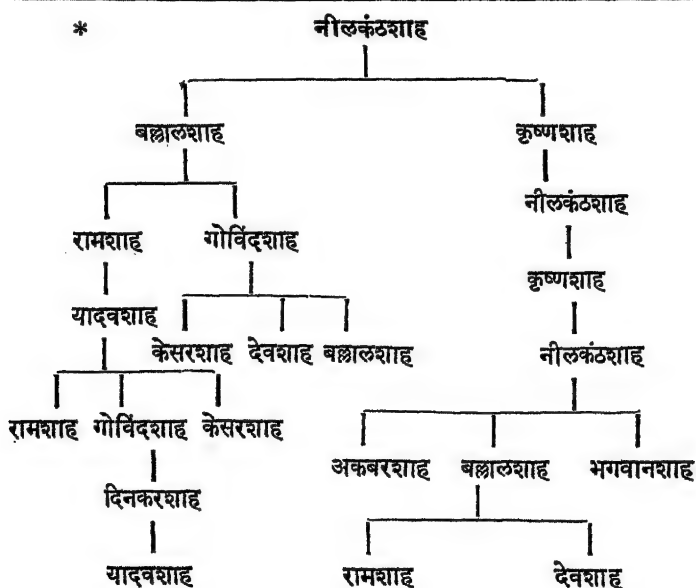 * नीलकंठशाह
बल्लालशाह कृष्णशाह
नीलकंठशाह
रामशाह गोविंदशाह
कृष्णशाह
यादवशाह
केसरशाह देवशाह बल्लालशाह नीलकंठशाह
रामशाह गोविंदशाह केसरशाह
अकबरशाह बल्लालशाह भगवानशाह
दिनकरशाह
यादवशाह रामशाह देवशाह